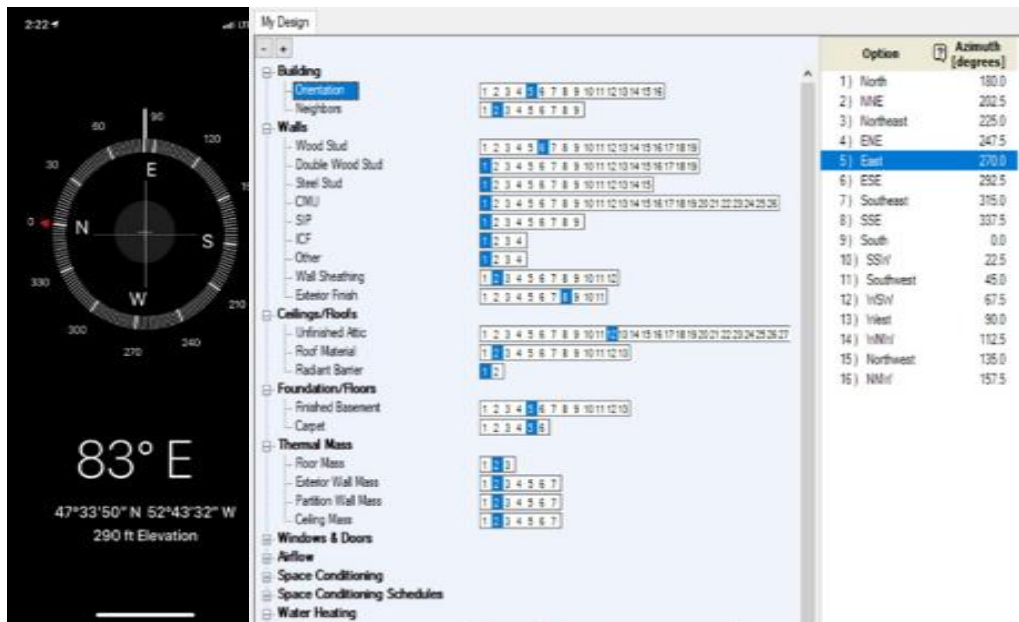 2:22
LTE
90
60
120
30
E
0
N
S
330
W
210
300
270
240
83° E
47°33'50" N 52°43'32" W
290 ft Elevation
My Design
- +
Building
Orientation 1 2 3 4 5 6 7 8 9 10 11 12 13 14 15 16
Neighbors 1 2 3 4 5 6 7 8 9
Walls
Wood Stud 1 2 3 4 5 6 7 8 9 10 11 12 13 14 15 16 17 18 19
Double Wood Stud 1 2 3 4 5 6 7 8 9 10 11 12 13 14 15 16 17 18 19
Steel Stud 1 2 3 4 5 6 7 8 9 10 11 12 13 14 15
CMU 1 2 3 4 5 6 7 8 9 10 11 12 13 14 15 16 17 18 19 20 21 22 23 24 25 26
SIP 1 2 3 4 5 6 7 8 9
ICF 1 2 3 4
Other 1 2 3 4
Wall Sheathing 1 2 3 4 5 6 7 8 9 10 11 12
Exterior Finish 1 2 3 4 5 6 7 8 9 10 11
Ceilings/Roofs
Unfinished Attic 1 2 3 4 5 6 7 8 9 10 11 12 13 14 15 16 17 18 19 20 21 22 23 24 25 26 27
Roof Material 1 2 3 4 5 6 7 8 9 10 11 12 13
Radiant Barrier 1 2
Foundation/Floors
Finished Basement 1 2 3 4 5 6 7 8 9 10 11 12 13
Carpet 1 2 3 4 5 6
Thermal Mass
Floor Mass 1 2 3
Exterior Wall Mass 1 2 3 4 5 6 7
Partition Wall Mass 1 2 3 4 5 6 7
Ceiling Mass 1 2 3 4 5 6 7
Windows & Doors
Airflow
Space Conditioning
Space Conditioning Schedules
Water Heating
Option ? Azimuth [degrees]
1) North 180.0
2) NNE 202.5
3) Northeast 225.0
4) ENE 247.5
5) East 270.0
6) ESE 292.5
7) Southeast 315.0
8) SSE 337.5
9) South 0.0
10) SSW 22.5
11) Southwest 45.0
12) WSW 67.5
13) West 90.0
14) WNW 112.5
15) Northwest 135.0
16) NNW 157.5